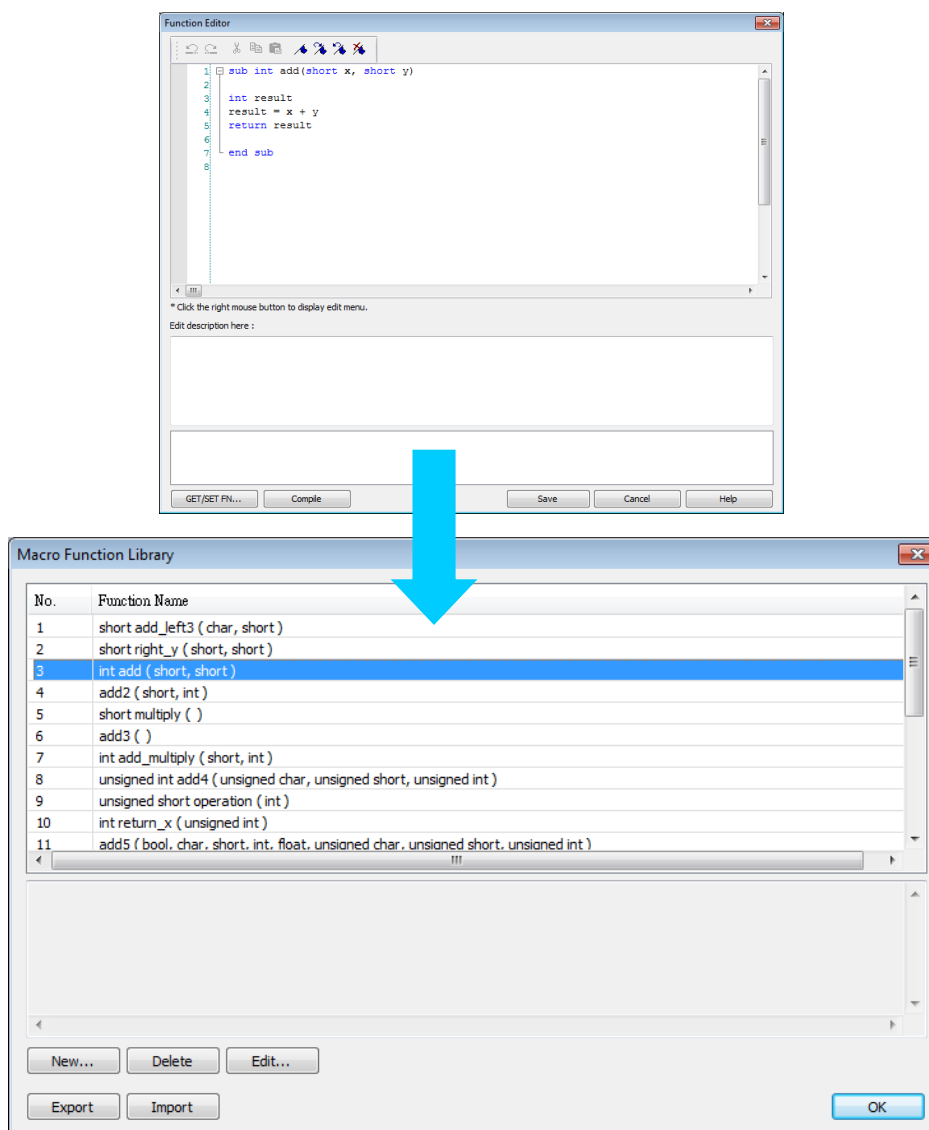 Function Editor
1 sub int add(short x, short y)
2
3 int result
4 result = x + y
5 return result
6
7 end sub
8
* Click the right mouse button to display edit menu.
Edit description here :
GET/SET FN... Compile Save Cancel Help
Macro Function Library
No. Function Name
1 short add_left3 ( char, short )
2 short right_y ( short, short )
3 int add ( short, short )
4 add2 ( short, int )
5 short multiply ( )
6 add3 ( )
7 int add_multiply ( short, int )
8 unsigned int add4 ( unsigned char, unsigned short, unsigned int )
9 unsigned short operation ( int )
10 int return_x ( unsigned int )
11 add5 ( bool, char, short, int, float, unsigned char, unsigned short, unsigned int )
New... Delete Edit...
Export Import OK